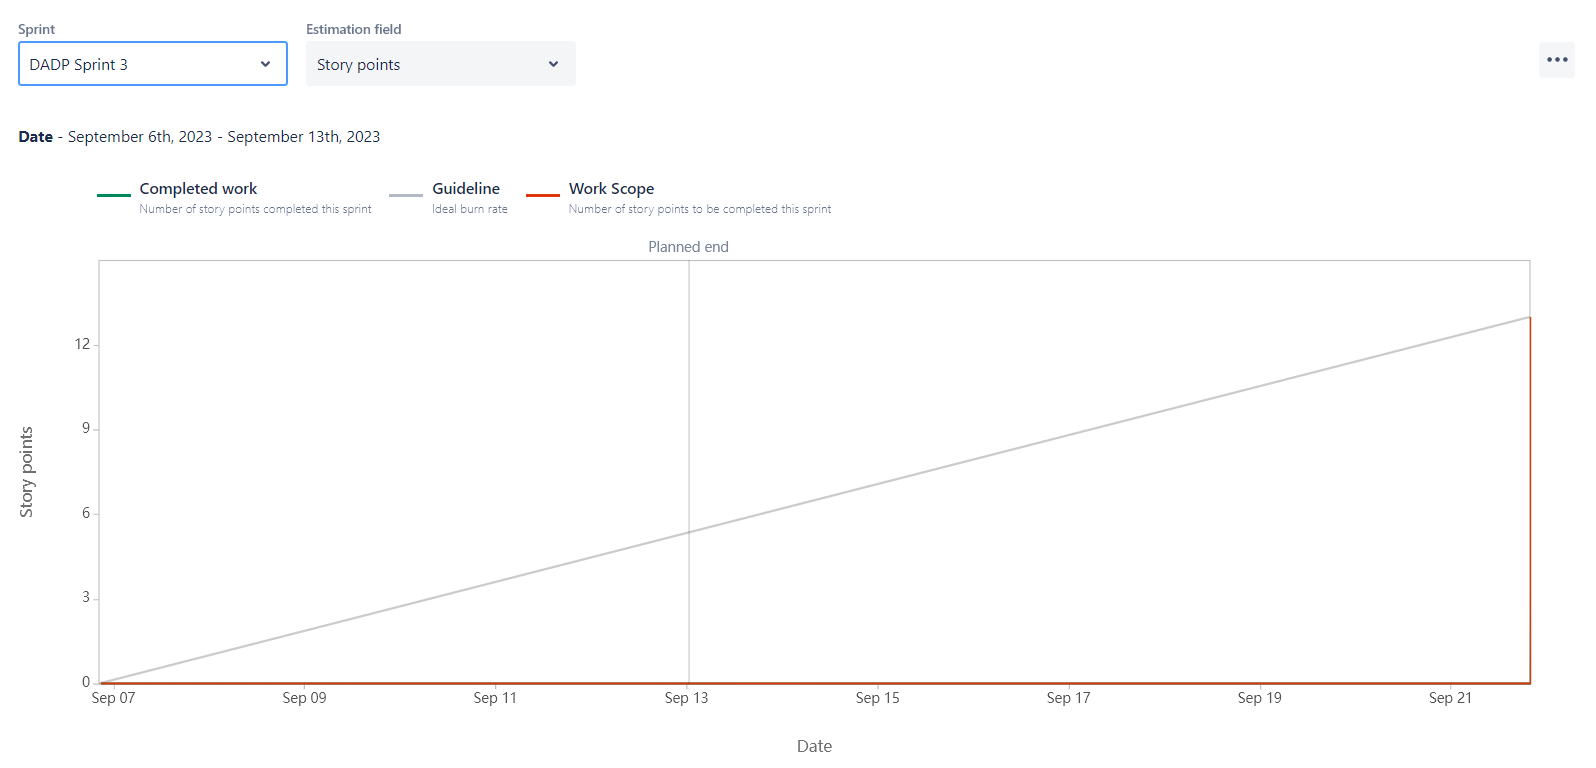 Sprint
Estimation field
DADP Sprint 3
Story points
Date - September 6th, 2023 - September 13th, 2023
Completed work
Number of story points completed this sprint
Guideline
Ideal burn rate
Work Scope
Number of story points to be completed this sprint
Planned end
12
9
6
3
0
Story points
Sep 07
Sep 09
Sep 11
Sep 13
Sep 15
Sep 17
Sep 19
Sep 21
Date